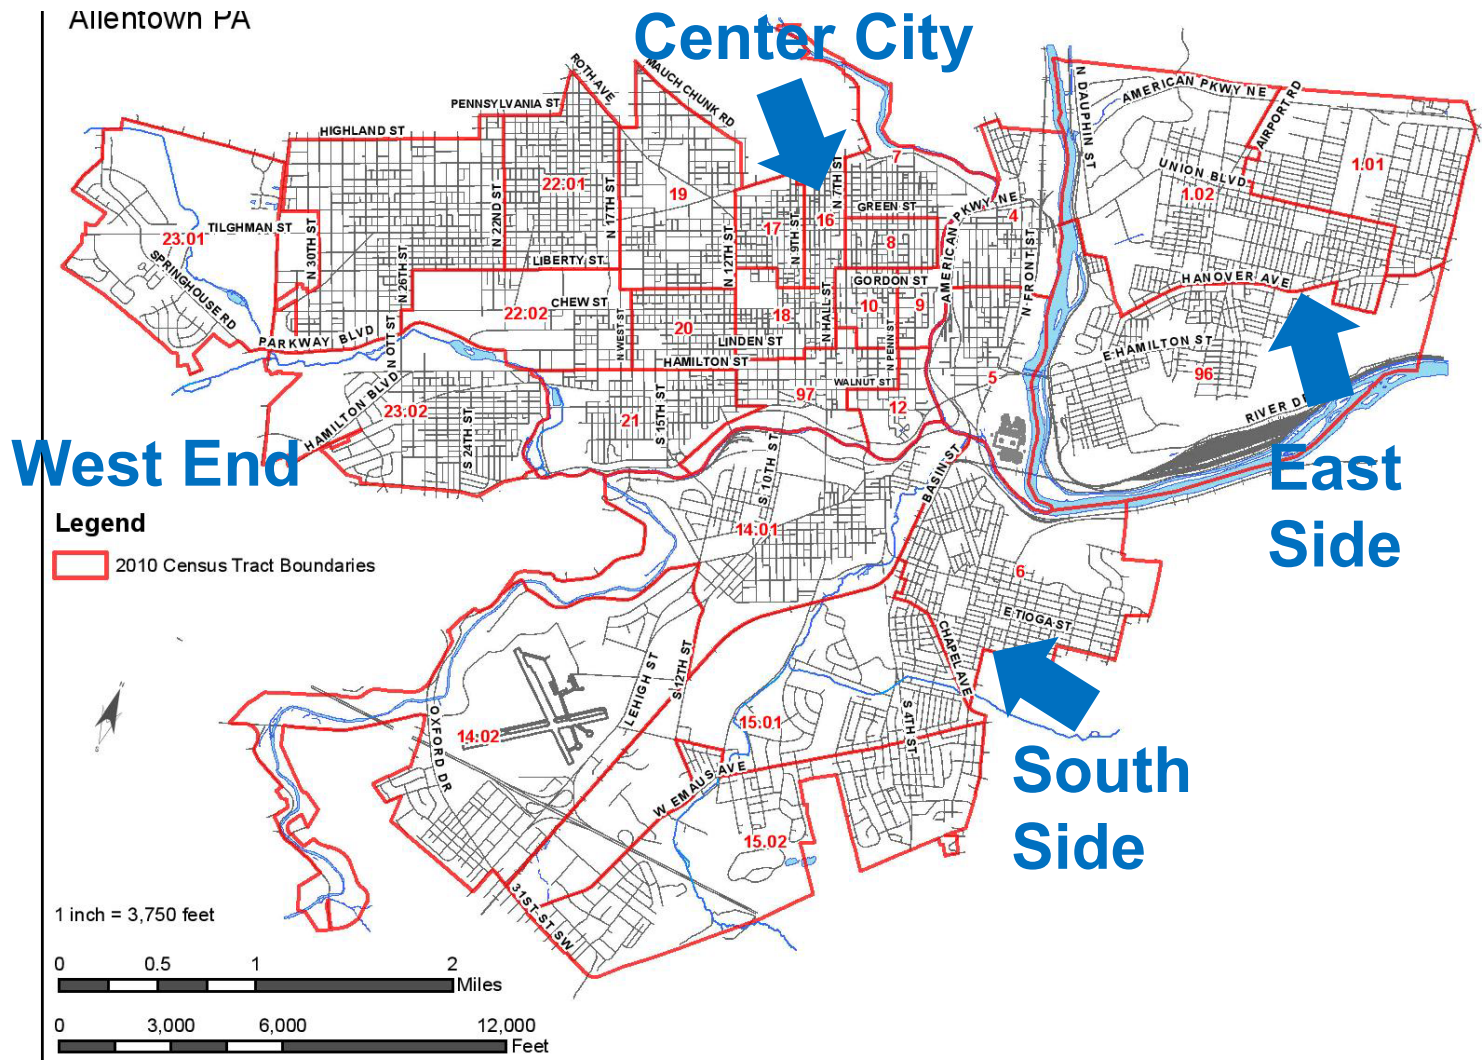 Allentown PA
Center City
West End
East
Side
South
Side
ROTH AVE
MAUCH CHUNK RD
PENNSYLVANIA ST
HIGHLAND ST
N DAUPHIN ST
AMERICAN PKWY NE
AIRPORT RD
UNION BLVD
1.01
1.02
7
22.01
19
N 17TH ST
N 22ND ST
N 7TH ST
GREEN ST
AMERICAN PKWY NE
4
17
16
8
23.01
TILGHMAN ST
N 30TH ST
N 26TH ST
SPRINGHOUSE RD
LIBERTY ST
N 12TH ST
N 9TH ST
N FRONT ST
HANOVER AVE
GORDON ST
CHEW ST
22.02
20
18
10
9
N WEST ST
N HALL ST
N PENN ST
LINDEN ST
HAMILTON ST
PARKWAY BLVD
N OTT ST
E HAMILTON ST
96
WALNUT ST
5
97
12
RIVER DR
HAMILTON BLVD
23.02
S 24TH ST
21
S 15TH ST
S 10TH ST
BASIN ST
14.01
6
E TIOGA ST
CHAPEL AVE
S 4TH ST
S 12TH ST
LEHIGH ST
14.02
OXFORD DR
15.01
W EMAUS AVE
15.02
31ST ST SW
N
S
Legend
2010 Census Tract Boundaries
1 inch = 3,750 feet
0 0.5 1 2
Miles
0 3,000 6,000 12,000
Feet